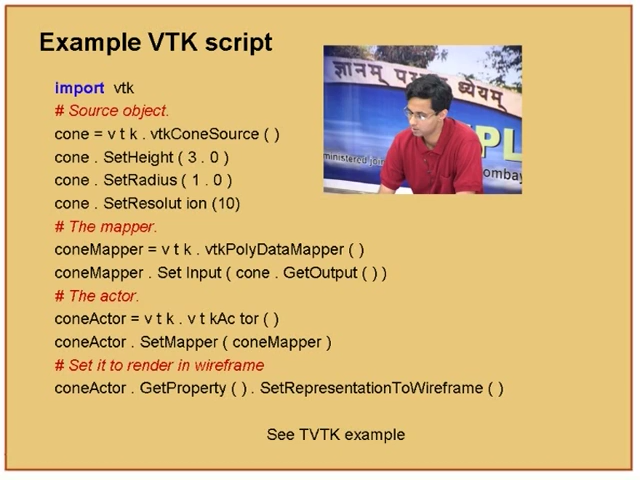 Example VTK script
import vtk
# Source object.
cone = v t k . vtkConeSource ( )
cone . SetHeight ( 3 . 0 )
cone . SetRadius ( 1 . 0 )
cone . SetResolut ion (10)
# The mapper.
coneMapper = v t k . vtkPolyDataMapper ( )
coneMapper . Set Input ( cone . GetOutput ( ) )
# The actor.
coneActor = v t k . v t kAc tor ( )
coneActor . SetMapper ( coneMapper )
# Set it to render in wireframe
coneActor . GetProperty ( ) . SetRepresentationToWireframe ( )
See TVTK example
ज्ञानम् ध्येयम्
PL
ministered join
ombay